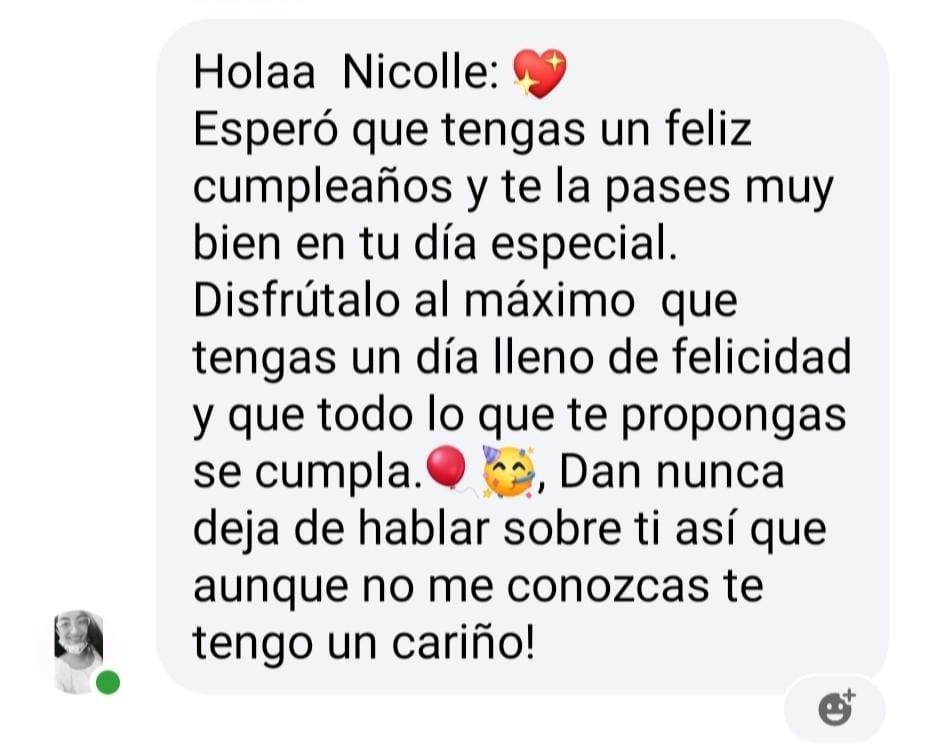 Holaa  Nicolle: 💖
Esperó que tengas un feliz
cumpleaños y te la pases muy
bien en tu día especial.
Disfrútalo al máximo  que
tengas un día lleno de felicidad
y que todo lo que te propongas
se cumpla.🎈🥳, Dan nunca
deja de hablar sobre ti así que
aunque no me conozcas te
tengo un cariño!